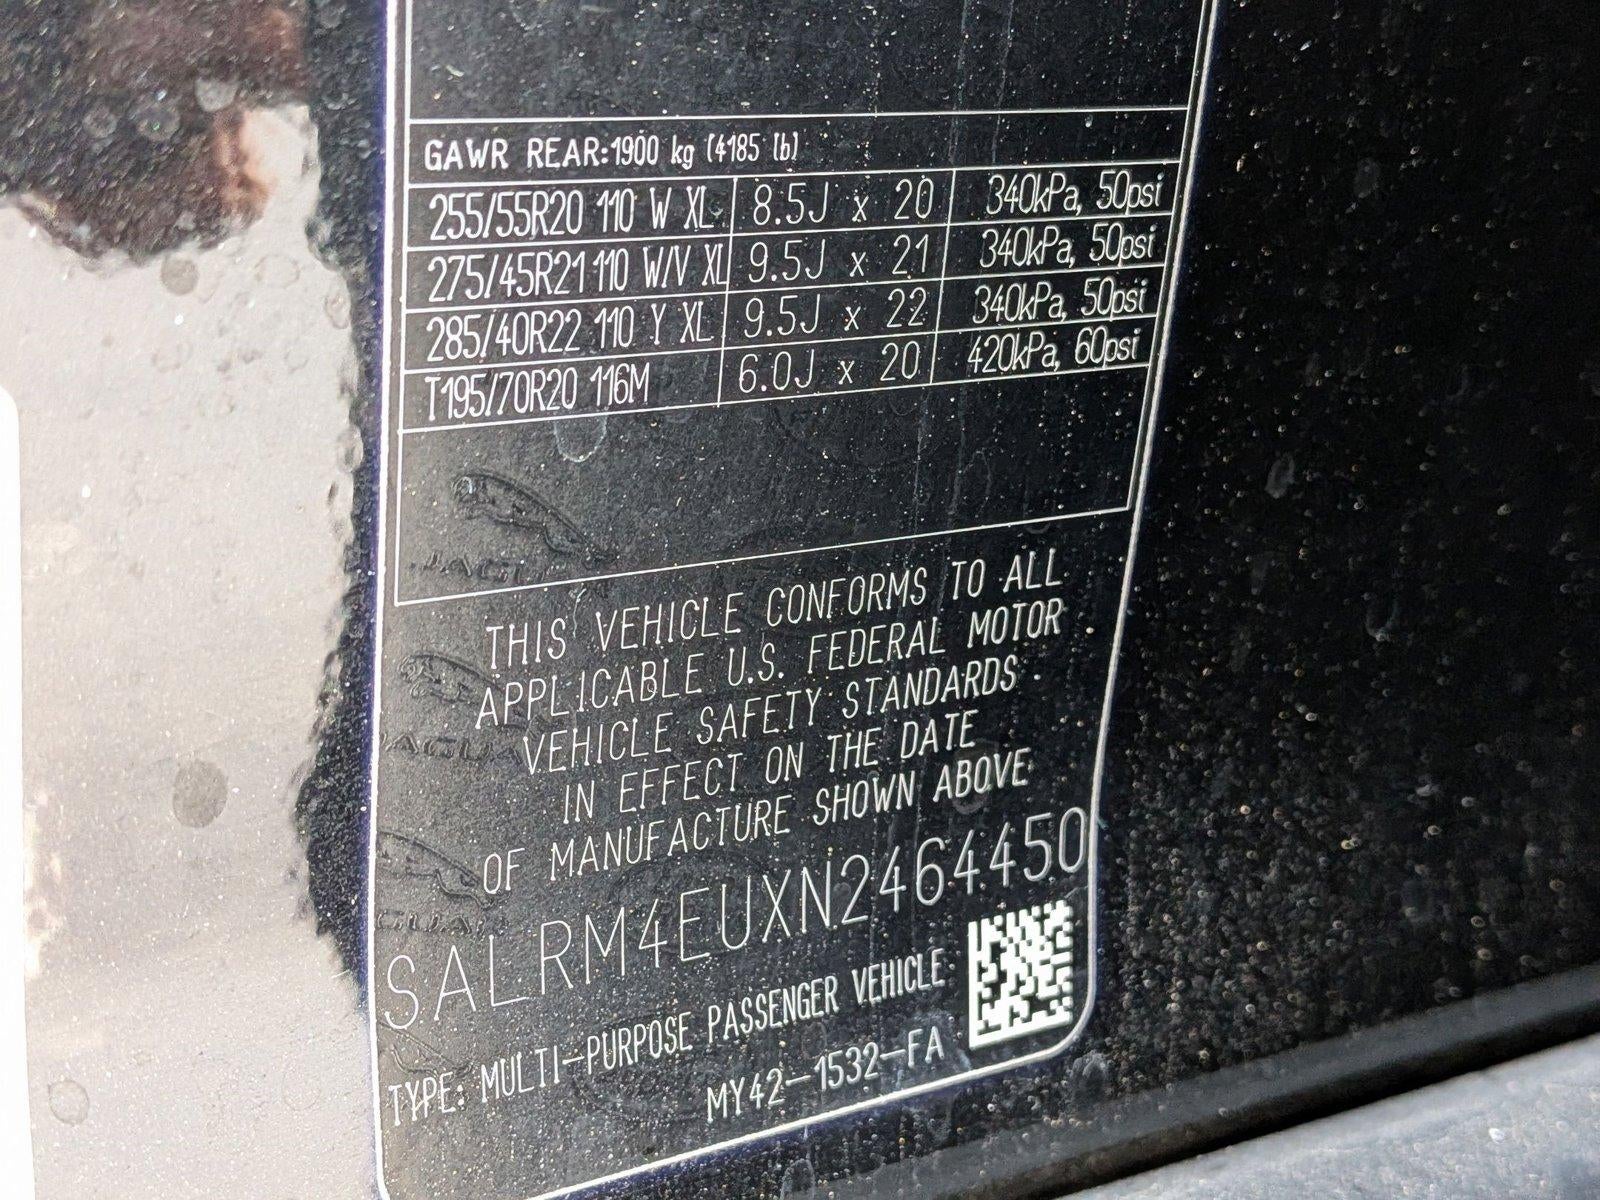 GAWR REAR:1900 kg (4185 lb)
255/55R20 110 W XL 8.5J x 20 340kPa, 50psi
275/45R21 110 W/V XL 9.5J x 21 340kPa, 50psi
285/40R22 110 Y XL 9.5J x 22 340kPa, 50psi
T195/70R20 116M 6.0J x 20 420kPa, 60psi
JAGUAR
THIS VEHICLE CONFORMS TO ALL
APPLICABLE U.S. FEDERAL MOTOR
VEHICLE SAFETY STANDARDS
IN EFFECT ON THE DATE
OF MANUFACTURE SHOWN ABOVE
SALRM4EUXN2464450
TYPE: MULTI-PURPOSE PASSENGER VEHICLE
MY42-1532-FA